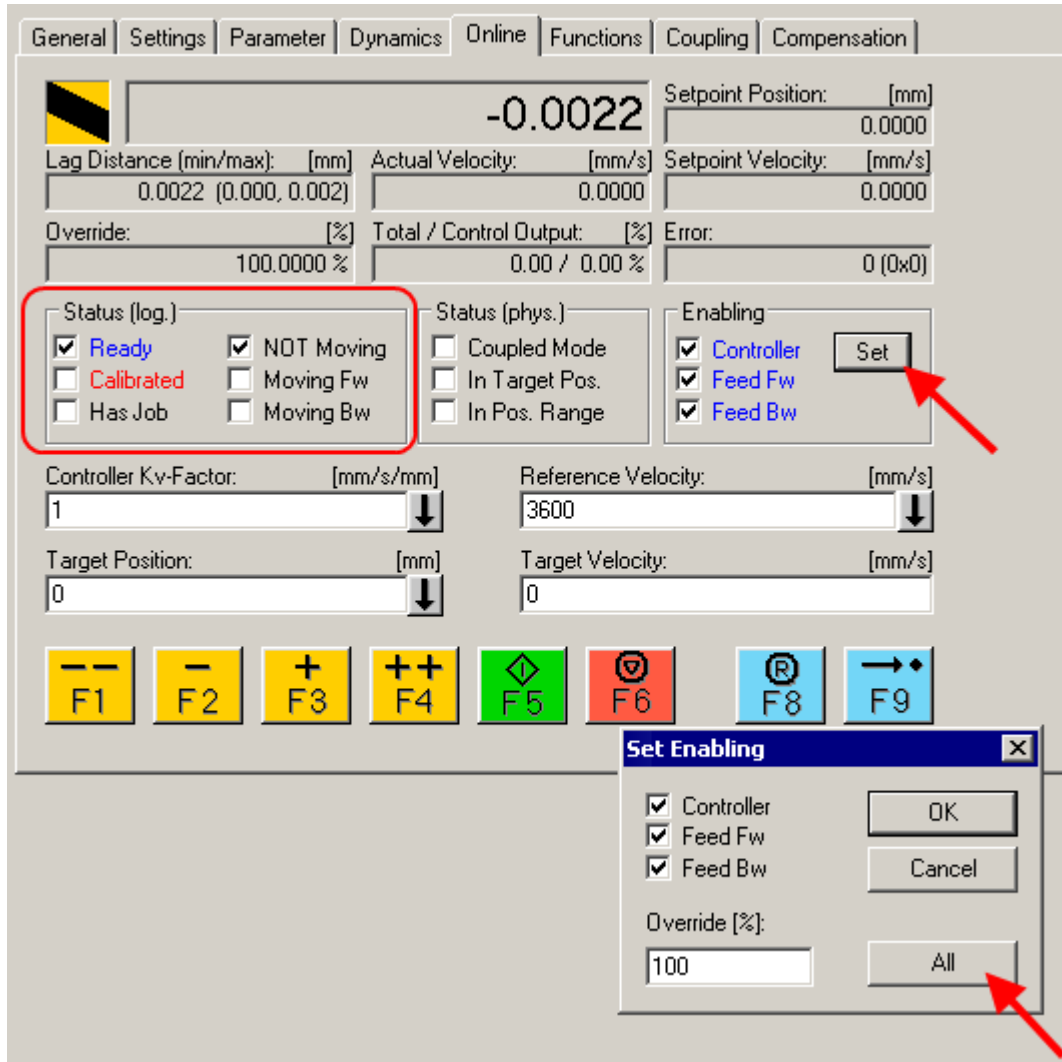 General Settings Parameter Dynamics Online Functions Coupling Compensation
-0.0022
Setpoint Position: [mm]
0.0000
Lag Distance (min/max): [mm] Actual Velocity: [mm/s] Setpoint Velocity: [mm/s]
0.0022 (0.000, 0.002) 0.0000 0.0000
Override: [%] Total / Control Output: [%] Error:
100.0000 % 0.00 / 0.00 % 0 (0x0)
Status (log.) Status (phys.) Enabling
Ready NOT Moving Coupled Mode Controller Set
Calibrated Moving Fw In Target Pos. Feed Fw
Has Job Moving Bw In Pos. Range Feed Bw
Controller Kv-Factor: [mm/s/mm] Reference Velocity: [mm/s]
1 3600
Target Position: [mm] Target Velocity: [mm/s]
0 0
−− − + ++ R
F1 F2 F3 F4 F5 F6 F8 F9
Set Enabling
Controller OK
Feed Fw
Feed Bw Cancel
Override [%]:
100 All